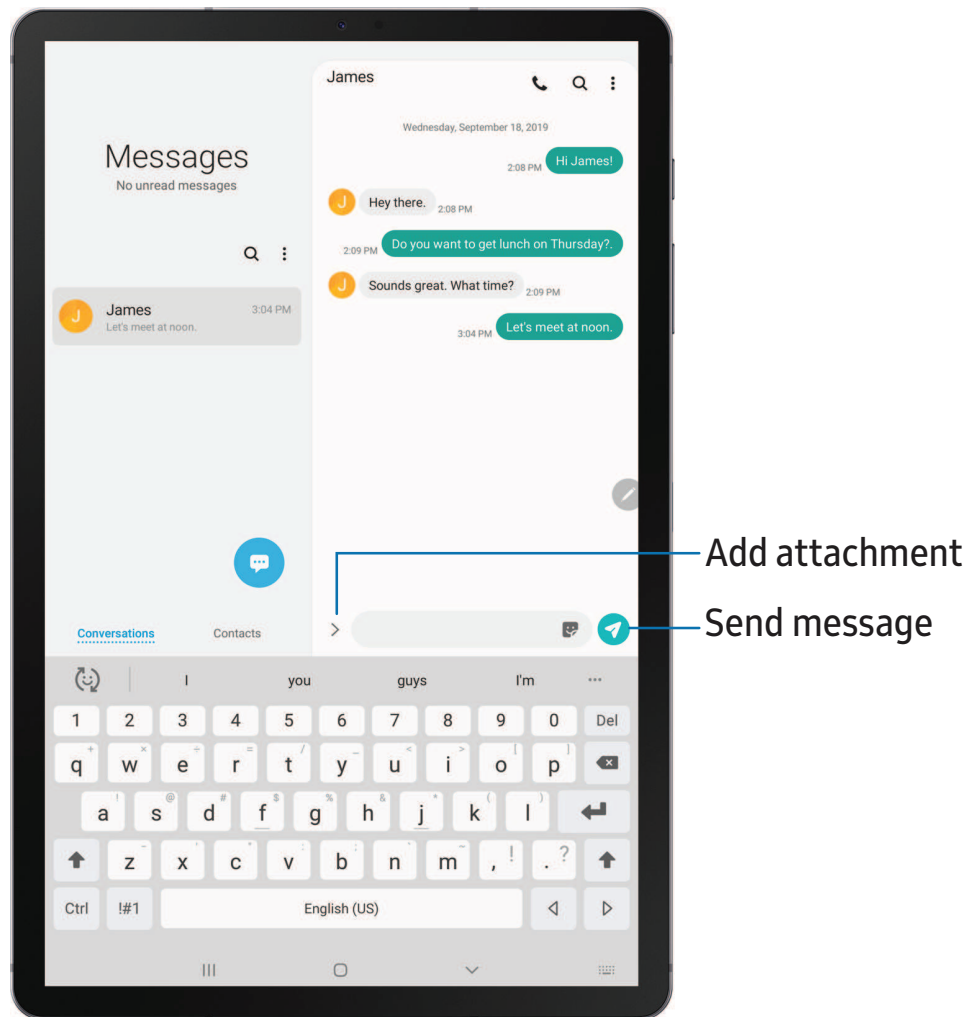 James
Wednesday, September 18, 2019
2:08 PM Hi James!
J Hey there. 2:08 PM
2:09 PM Do you want to get lunch on Thursday?.
J Sounds great. What time? 2:09 PM
3:04 PM Let's meet at noon.
Messages
No unread messages
J James 3:04 PM
Let's meet at noon.
Conversations Contacts
Add attachment
Send message
I you guys I'm ...
1 2 3 4 5 6 7 8 9 0 Del
q + w × e ÷ r = t / y _ u < i > o [ p ]
a ! s @ d # f $ g % h & j * k ( l )
z - x ' c " v : b ; n , m ~ , ! . ?
Ctrl !#1 English (US)